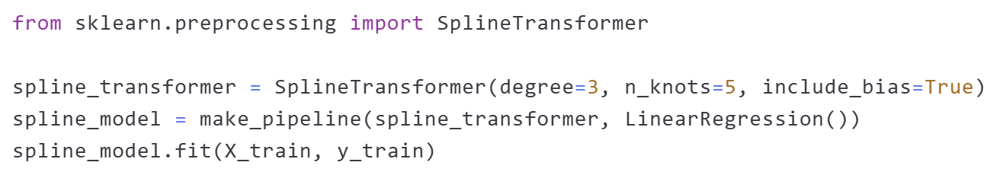 from sklearn.preprocessing import SplineTransformer
spline_transformer = SplineTransformer(degree=3, n_knots=5, include_bias=True)
spline_model = make_pipeline(spline_transformer, LinearRegression())
spline_model.fit(X_train, y_train)